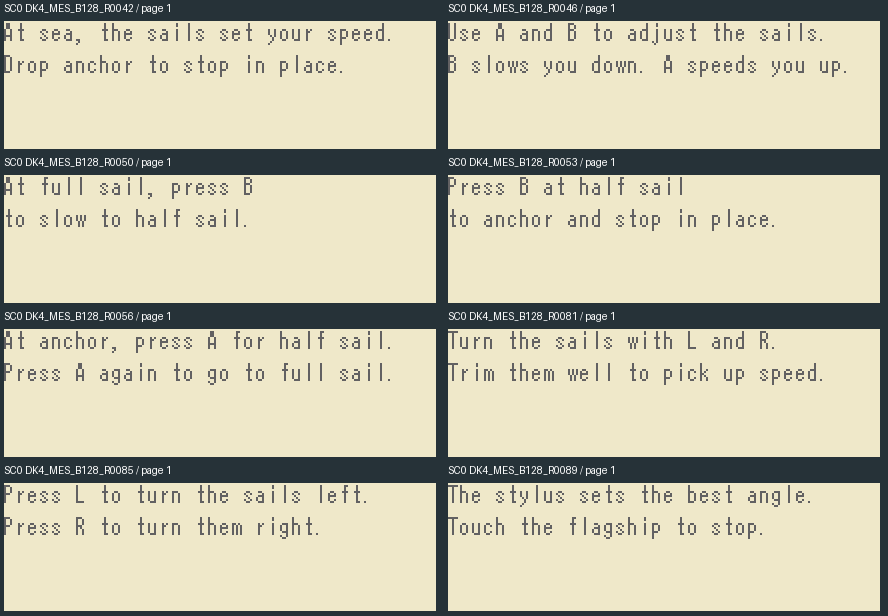 SC0 DK4_MES_B128_R0042 / page 1
At sea, the sails set your speed.
Drop anchor to stop in place.
SC0 DK4_MES_B128_R0046 / page 1
Use A and B to adjust the sails.
B slows you down. A speeds you up.
SC0 DK4_MES_B128_R0050 / page 1
At full sail, press B
to slow to half sail.
SC0 DK4_MES_B128_R0053 / page 1
Press B at half sail
to anchor and stop in place.
SC0 DK4_MES_B128_R0056 / page 1
At anchor, press A for half sail.
Press A again to go to full sail.
SC0 DK4_MES_B128_R0081 / page 1
Turn the sails with L and R.
Trim them well to pick up speed.
SC0 DK4_MES_B128_R0085 / page 1
Press L to turn the sails left.
Press R to turn them right.
SC0 DK4_MES_B128_R0089 / page 1
The stylus sets the best angle.
Touch the flagship to stop.